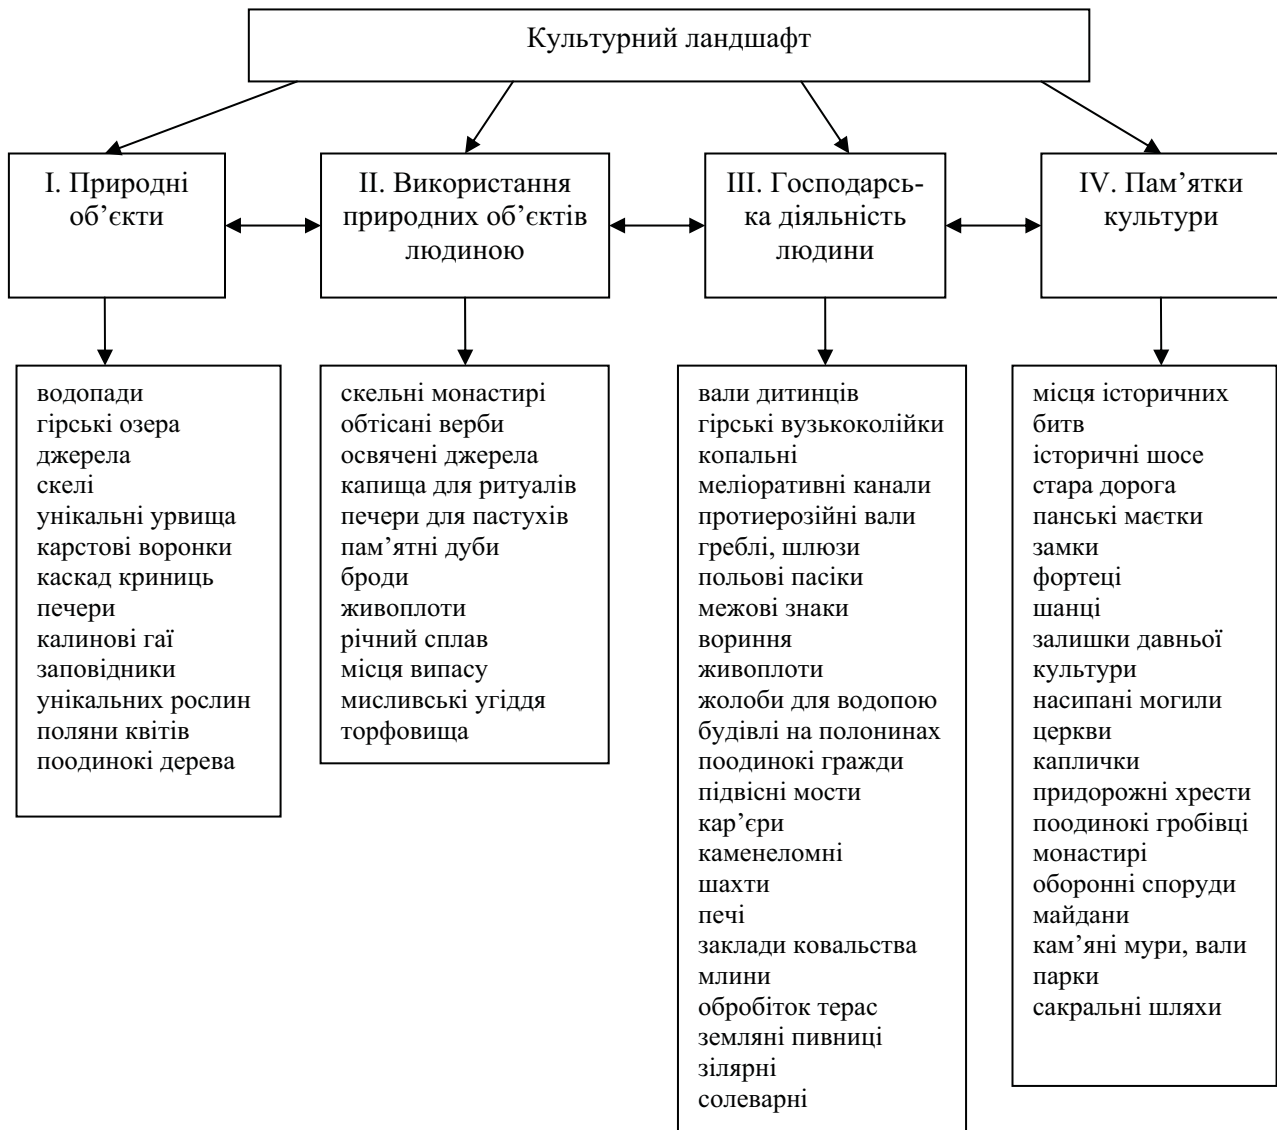 Культурний ландшафт
І. Природні
об’єкти
ІІ. Використання
природних об’єктів
людиною
ІІІ. Господарсь-
ка діяльність
людини
IV. Пам’ятки
культури
водопади
гірські озера
джерела
скелі
унікальні урвища
карстові воронки
каскад криниць
печери
калинові гаї
заповідники
унікальних рослин
поляни квітів
поодинокі дерева
скельні монастирі
обтісані верби
освячені джерела
капища для ритуалів
печери для пастухів
пам’ятні дуби
броди
живоплоти
річний сплав
місця випасу
мисливські угіддя
торфовища
вали дитинців
гірські вузькоколійки
копальні
меліоративні канали
протиерозійні вали
греблі, шлюзи
польові пасіки
межові знаки
вориння
живоплоти
жолоби для водопою
будівлі на полонинах
поодинокі гражди
підвісні мости
кар’єри
каменеломні
шахти
печі
заклади ковальства
млини
обробіток терас
земляні пивниці
зілярні
солеварні
місця історичних
битв
історичні шосе
стара дорога
панські маєтки
замки
фортеці
шанці
залишки давньої
культури
насипані могили
церкви
каплички
придорожні хрести
поодинокі гробівці
монастирі
оборонні споруди
майдани
кам’яні мури, вали
парки
сакральні шляхи